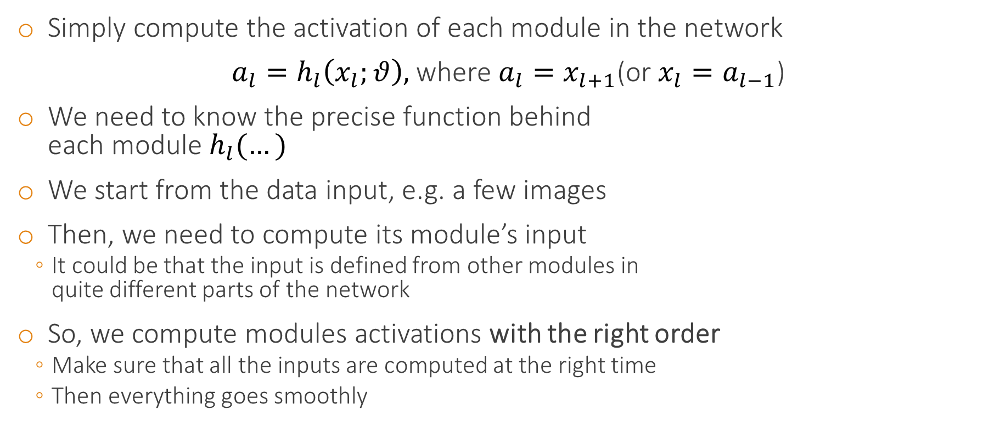 o Simply compute the activation of each module in the network
a_l = h_l(x_l; ϑ), where a_l = x_{l+1}(or x_l = a_{l−1})
o We need to know the precise function behind
each module h_l(… )
o We start from the data input, e.g. a few images
o Then, we need to compute its module’s input
◦ It could be that the input is defined from other modules in
quite different parts of the network
o So, we compute modules activations with the right order
◦ Make sure that all the inputs are computed at the right time
◦ Then everything goes smoothly